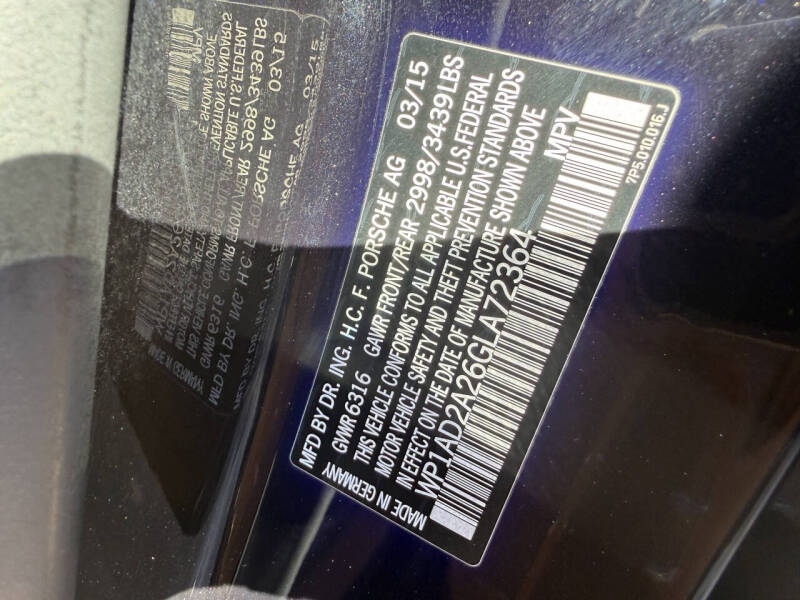 MFD BY DR. ING. H.C. F. PORSCHE AG 03/15
GVWR 6316 GAWR FRONT/REAR 2998/3439LBS
THIS VEHICLE CONFORMS TO ALL APPLICABLE U.S.FEDERAL
MOTOR VEHICLE SAFETY AND THEFT PREVENTION STANDARDS
IN EFFECT ON THE DATE OF MANUFACTURE SHOWN ABOVE
WP1AD2A26GLA72364 MPV
MADE IN GERMANY
7P5.010.016.J